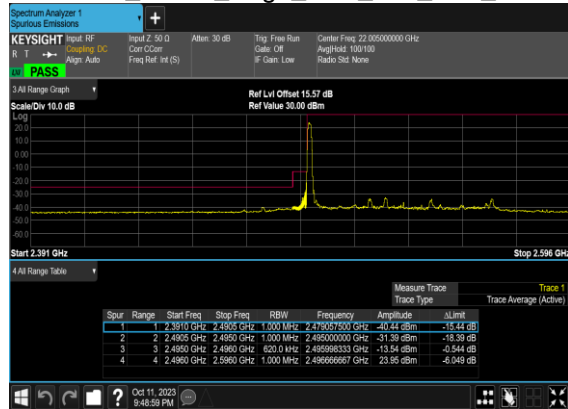 Spectrum Analyzer 1
Spurious Emissions
+
KEYSIGHT Input: RF Input Z: 50 Ω Atten: 30 dB Trig: Free Run Center Freq: 22.005000000 GHz
R T Coupling: DC Corr CCorr Gate: Off Avg|Hold: 100/100
Align: Auto Freq Ref: Int (S) IF Gain: Low Radio Std: None
PASS
3 All Range Graph
Ref Lvl Offset 15.57 dB
Scale/Div 10.0 dB Ref Value 30.00 dBm
Log
20.0
10.0
0.00
-10.0
-20.0
-30.0
-40.0
-50.0
-60.0
Start 2.391 GHz Stop 2.596 GHz
4 All Range Table
Measure Trace Trace 1
Trace Type Trace Average (Active)
Spur Range Start Freq Stop Freq RBW Frequency Amplitude ΔLimit
1 1 2.3910 GHz 2.4905 GHz 1.000 MHz 2.479057500 GHz -40.44 dBm -15.44 dB
2 2 2.4905 GHz 2.4950 GHz 1.000 MHz 2.495000000 GHz -31.39 dBm -18.39 dB
3 3 2.4950 GHz 2.4960 GHz 620.0 kHz 2.495998333 GHz -13.54 dBm -0.544 dB
4 4 2.4960 GHz 2.5960 GHz 1.000 MHz 2.496666667 GHz 23.95 dBm -6.049 dB
? Oct 11, 2023
9:48:59 PM